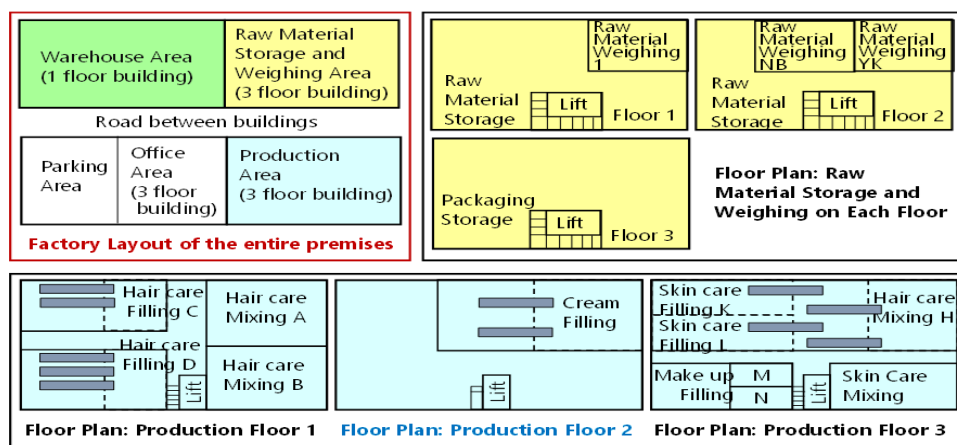 Warehouse Area
(1 floor building)
Raw Material
Storage and
Weighing Area
(3 floor building)
Road between buildings
Parking
Area
Office
Area
(3 floor
building)
Production
Area
(3 floor building)
Factory Layout of the entire premises
Raw
Material
Weighing
1
Raw
Material
Storage
Lift
Floor 1
Raw
Material
Weighing
NB
Raw
Material
Weighing
YK
Raw
Material
Storage
Lift
Floor 2
Packaging
Storage
Lift
Floor 3
Floor Plan: Raw
Material Storage and
Weighing on Each Floor
Hair care
Filling C
Hair care
Mixing A
Hair care
Filling D
Hair care
Mixing B
Lift
Floor Plan: Production Floor 1
Cream
Filling
Lift
Floor Plan: Production Floor 2
Skin care
Filling K
Hair care
Mixing H
Skin care
Filling L
Make up
Filling
M
N
Lift
Skin Care
Mixing
Floor Plan: Production Floor 3